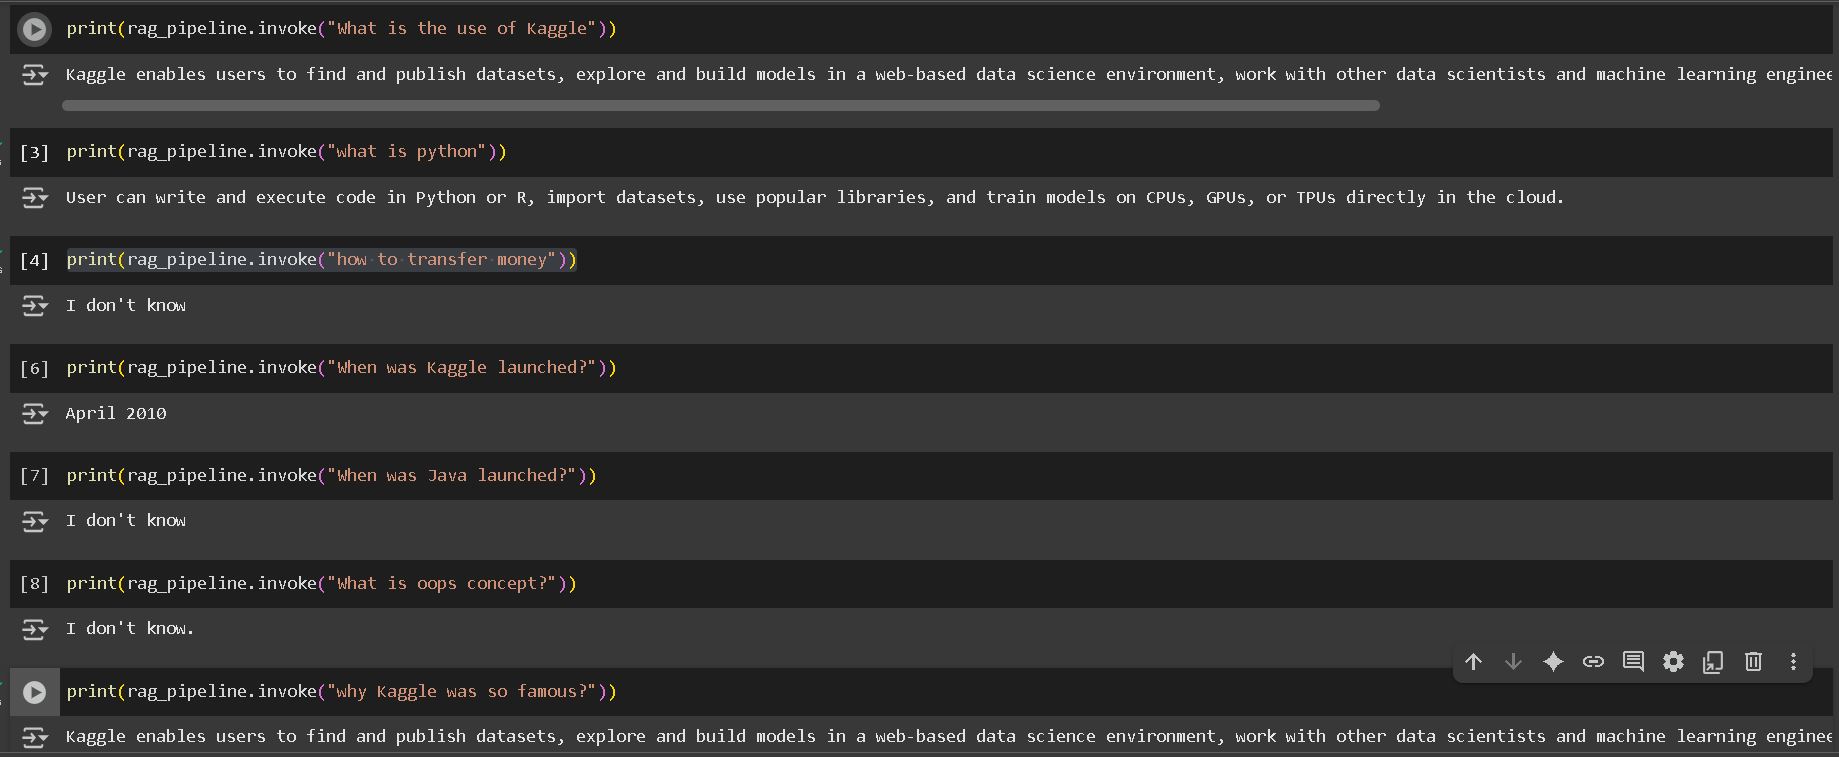 print(rag_pipeline.invoke("What is the use of Kaggle"))
Kaggle enables users to find and publish datasets, explore and build models in a web-based data science environment, work with other data scientists and machine learning enginee
[3] print(rag_pipeline.invoke("what is python"))
User can write and execute code in Python or R, import datasets, use popular libraries, and train models on CPUs, GPUs, or TPUs directly in the cloud.
[4] print(rag_pipeline.invoke("how to transfer money"))
I don't know
[6] print(rag_pipeline.invoke("When was Kaggle launched?"))
April 2010
[7] print(rag_pipeline.invoke("When was Java launched?"))
I don't know
[8] print(rag_pipeline.invoke("What is oops concept?"))
I don't know.
print(rag_pipeline.invoke("why Kaggle was so famous?"))
Kaggle enables users to find and publish datasets, explore and build models in a web-based data science environment, work with other data scientists and machine learning enginee